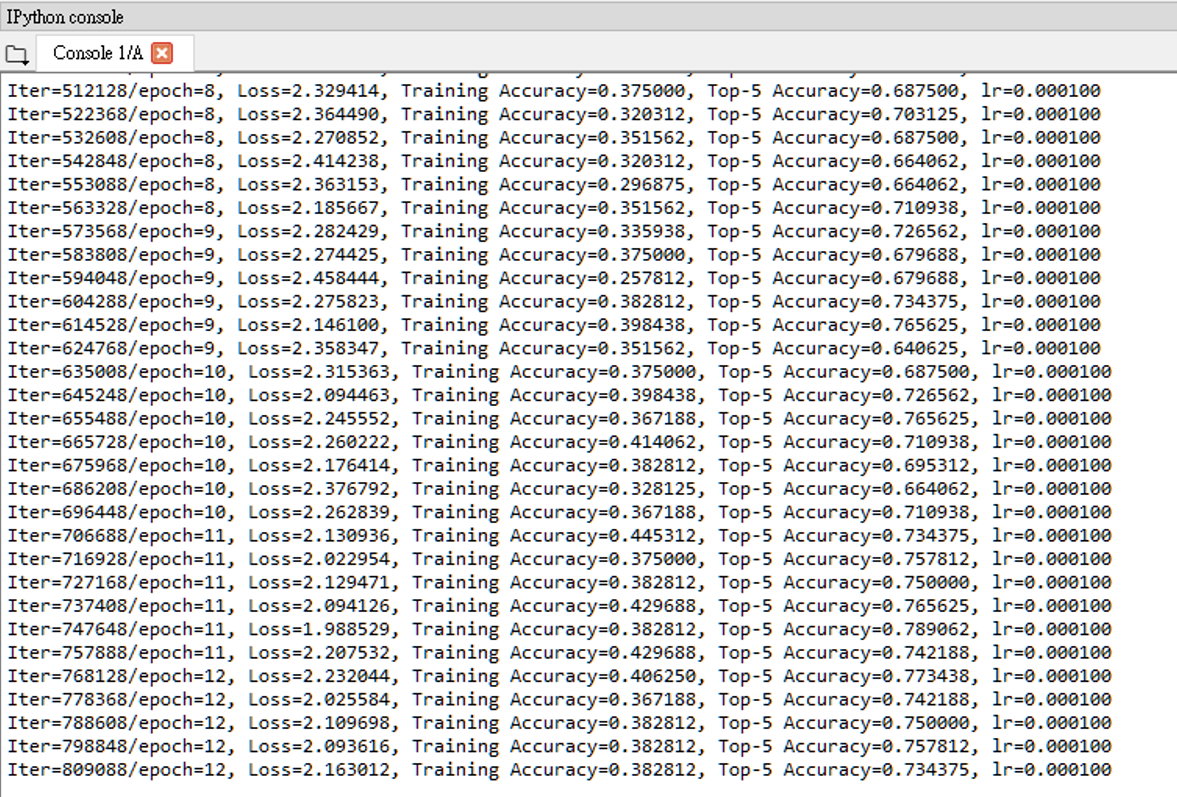 IPython console
Console 1/A
Iter=512128/epoch=8, Loss=2.329414, Training Accuracy=0.375000, Top-5 Accuracy=0.687500, lr=0.000100
Iter=522368/epoch=8, Loss=2.364490, Training Accuracy=0.320312, Top-5 Accuracy=0.703125, lr=0.000100
Iter=532608/epoch=8, Loss=2.270852, Training Accuracy=0.351562, Top-5 Accuracy=0.687500, lr=0.000100
Iter=542848/epoch=8, Loss=2.414238, Training Accuracy=0.320312, Top-5 Accuracy=0.664062, lr=0.000100
Iter=553088/epoch=8, Loss=2.363153, Training Accuracy=0.296875, Top-5 Accuracy=0.664062, lr=0.000100
Iter=563328/epoch=8, Loss=2.185667, Training Accuracy=0.351562, Top-5 Accuracy=0.710938, lr=0.000100
Iter=573568/epoch=9, Loss=2.282429, Training Accuracy=0.335938, Top-5 Accuracy=0.726562, lr=0.000100
Iter=583808/epoch=9, Loss=2.274425, Training Accuracy=0.375000, Top-5 Accuracy=0.679688, lr=0.000100
Iter=594048/epoch=9, Loss=2.458444, Training Accuracy=0.257812, Top-5 Accuracy=0.679688, lr=0.000100
Iter=604288/epoch=9, Loss=2.275823, Training Accuracy=0.382812, Top-5 Accuracy=0.734375, lr=0.000100
Iter=614528/epoch=9, Loss=2.146100, Training Accuracy=0.398438, Top-5 Accuracy=0.765625, lr=0.000100
Iter=624768/epoch=9, Loss=2.358347, Training Accuracy=0.351562, Top-5 Accuracy=0.640625, lr=0.000100
Iter=635008/epoch=10, Loss=2.315363, Training Accuracy=0.375000, Top-5 Accuracy=0.687500, lr=0.000100
Iter=645248/epoch=10, Loss=2.094463, Training Accuracy=0.398438, Top-5 Accuracy=0.726562, lr=0.000100
Iter=655488/epoch=10, Loss=2.245552, Training Accuracy=0.367188, Top-5 Accuracy=0.765625, lr=0.000100
Iter=665728/epoch=10, Loss=2.260222, Training Accuracy=0.414062, Top-5 Accuracy=0.710938, lr=0.000100
Iter=675968/epoch=10, Loss=2.176414, Training Accuracy=0.382812, Top-5 Accuracy=0.695312, lr=0.000100
Iter=686208/epoch=10, Loss=2.376792, Training Accuracy=0.328125, Top-5 Accuracy=0.664062, lr=0.000100
Iter=696448/epoch=10, Loss=2.262839, Training Accuracy=0.367188, Top-5 Accuracy=0.710938, lr=0.000100
Iter=706688/epoch=11, Loss=2.130936, Training Accuracy=0.445312, Top-5 Accuracy=0.734375, lr=0.000100
Iter=716928/epoch=11, Loss=2.022954, Training Accuracy=0.375000, Top-5 Accuracy=0.757812, lr=0.000100
Iter=727168/epoch=11, Loss=2.129471, Training Accuracy=0.382812, Top-5 Accuracy=0.750000, lr=0.000100
Iter=737408/epoch=11, Loss=2.094126, Training Accuracy=0.429688, Top-5 Accuracy=0.765625, lr=0.000100
Iter=747648/epoch=11, Loss=1.988529, Training Accuracy=0.382812, Top-5 Accuracy=0.789062, lr=0.000100
Iter=757888/epoch=11, Loss=2.207532, Training Accuracy=0.429688, Top-5 Accuracy=0.742188, lr=0.000100
Iter=768128/epoch=12, Loss=2.232044, Training Accuracy=0.406250, Top-5 Accuracy=0.773438, lr=0.000100
Iter=778368/epoch=12, Loss=2.025584, Training Accuracy=0.367188, Top-5 Accuracy=0.742188, lr=0.000100
Iter=788608/epoch=12, Loss=2.109698, Training Accuracy=0.382812, Top-5 Accuracy=0.750000, lr=0.000100
Iter=798848/epoch=12, Loss=2.093616, Training Accuracy=0.382812, Top-5 Accuracy=0.757812, lr=0.000100
Iter=809088/epoch=12, Loss=2.163012, Training Accuracy=0.382812, Top-5 Accuracy=0.734375, lr=0.000100